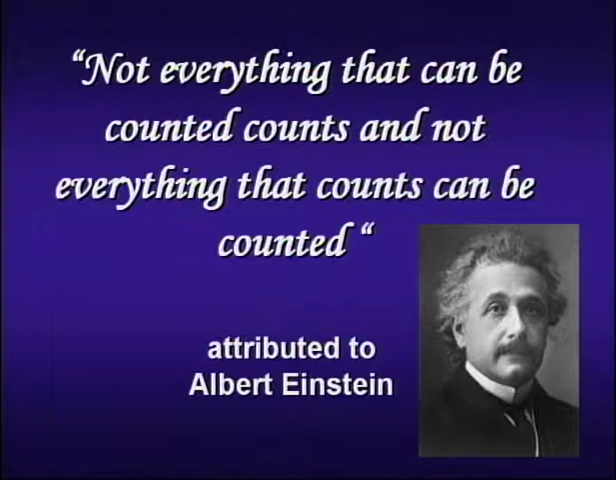 “Not everything that can be
counted counts and not
everything that counts can be
counted “
attributed to
Albert Einstein